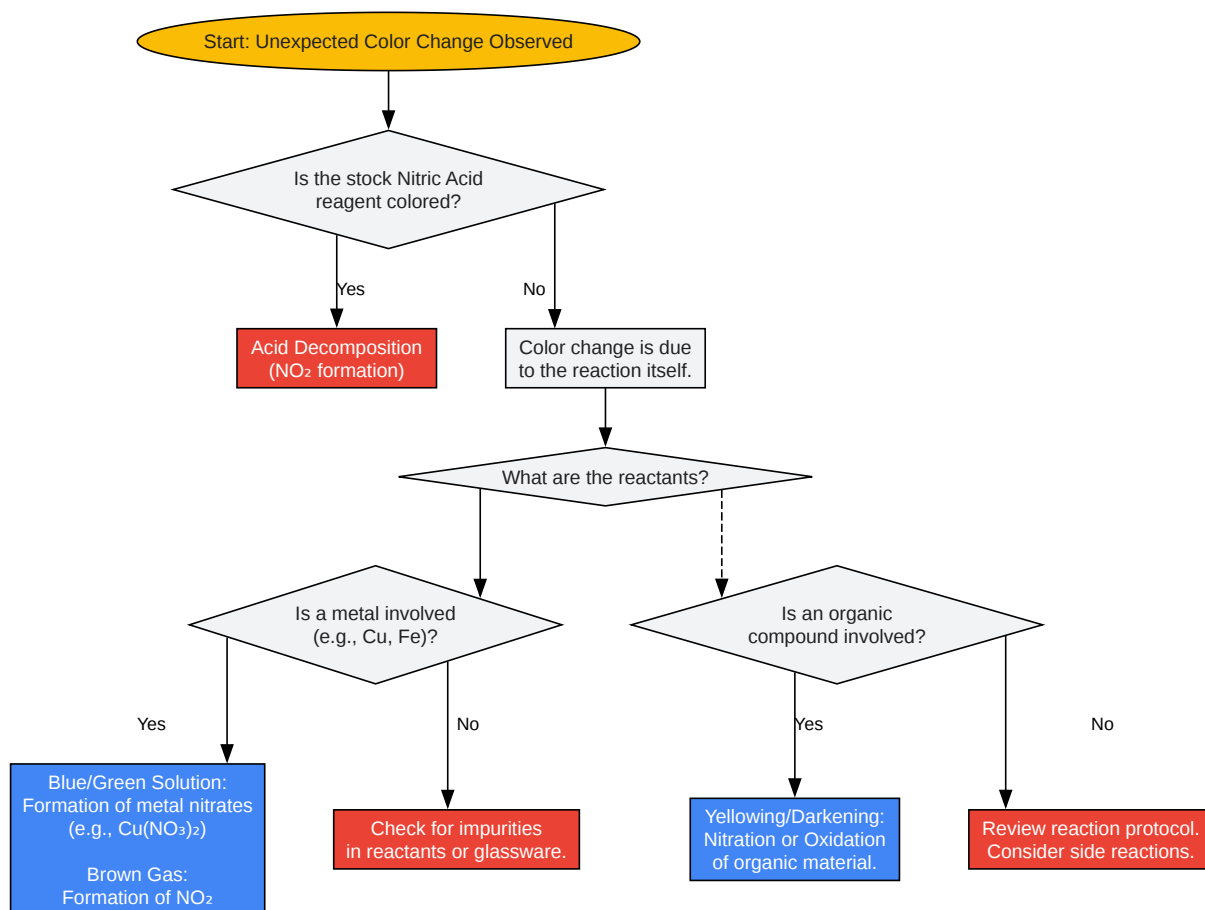 Start: Unexpected Color Change Observed
Is the stock Nitric Acid
reagent colored?
Yes
No
Acid Decomposition
(NO₂ formation)
Color change is due
to the reaction itself.
What are the reactants?
Is a metal involved
(e.g., Cu, Fe)?
Is an organic
compound involved?
Yes
No
Yes
No
Blue/Green Solution:
Formation of metal nitrates
(e.g., Cu(NO₃)₂)
Brown Gas:
Formation of NO₂
Check for impurities
in reactants or glassware.
Yellowing/Darkening:
Nitration or Oxidation
of organic material.
Review reaction protocol.
Consider side reactions.